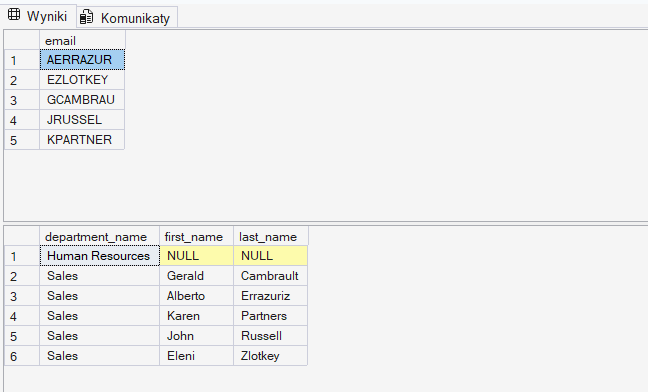 Wyniki Komunikaty
email
1 AERRAZUR
2 EZLOTKEY
3 GCAMBRAU
4 JRUSSEL
5 KPARTNER
department_name first_name last_name
1 Human Resources NULL NULL
2 Sales Gerald Cambrault
3 Sales Alberto Errazuriz
4 Sales Karen Partners
5 Sales John Russell
6 Sales Eleni Zlotkey